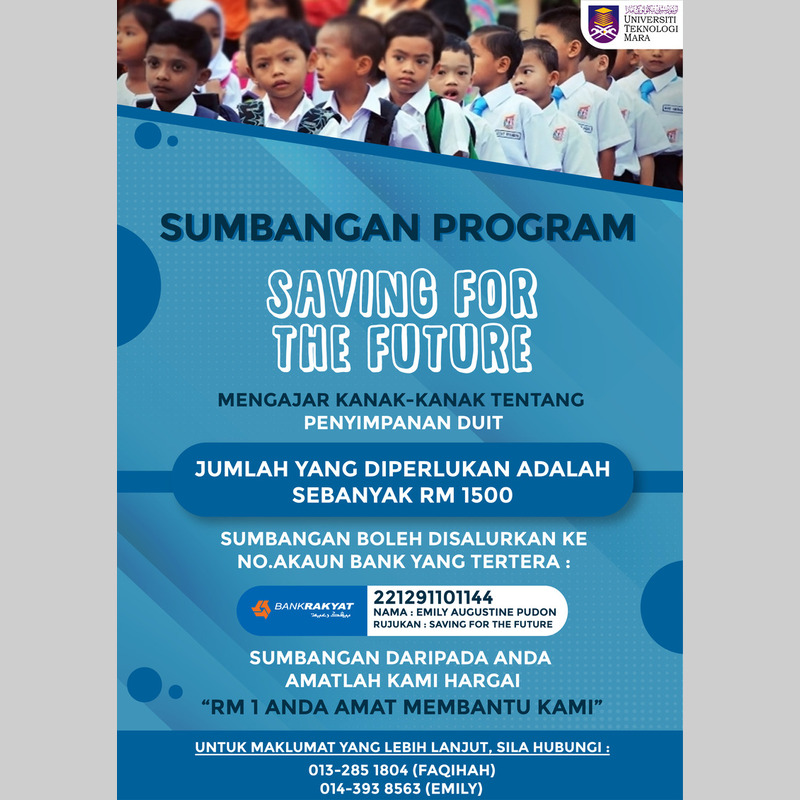 UNIVERSITI
TEKNOLOGI
MARA
SUMBANGAN PROGRAM
SAVING FOR
THE FUTURE
MENGAJAR KANAK-KANAK TENTANG
PENYIMPANAN DUIT
JUMLAH YANG DIPERLUKAN ADALAH
SEBANYAK RM 1500
SUMBANGAN BOLEH DISALURKAN KE
NO.AKAUN BANK YANG TERTERA :
BANKRAKYAT
221291101144
NAMA : EMILY AUGUSTINE PUDON
RUJUKAN : SAVING FOR THE FUTURE
SUMBANGAN DARIPADA ANDA
AMATLAH KAMI HARGAI
“RM 1 ANDA AMAT MEMBANTU KAMI”
UNTUK MAKLUMAT YANG LEBIH LANJUT, SILA HUBUNGI :
013-285 1804 (FAQIHAH)
014-393 8563 (EMILY)